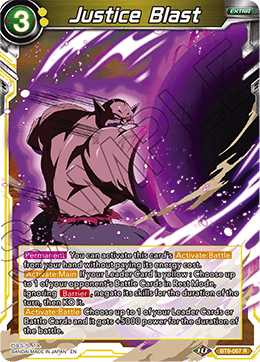 3
Justice Blast
EXTRA
Permanent You can activate this card's Activate:Battle
from your hand without paying its energy cost.
Activate:Main If your Leader Card is yellow : Choose up
to 1 of your opponent's Battle Cards in Rest Mode,
ignoring Barrier, negate its skills for the duration of the
turn, then KO it.
Activate:Battle Choose up to 1 of your Leader Cards or
Battle Cards and it gets +5000 power for the duration of
the battle.
BANDAI MADE IN JAPAN EN
BT9-067 R